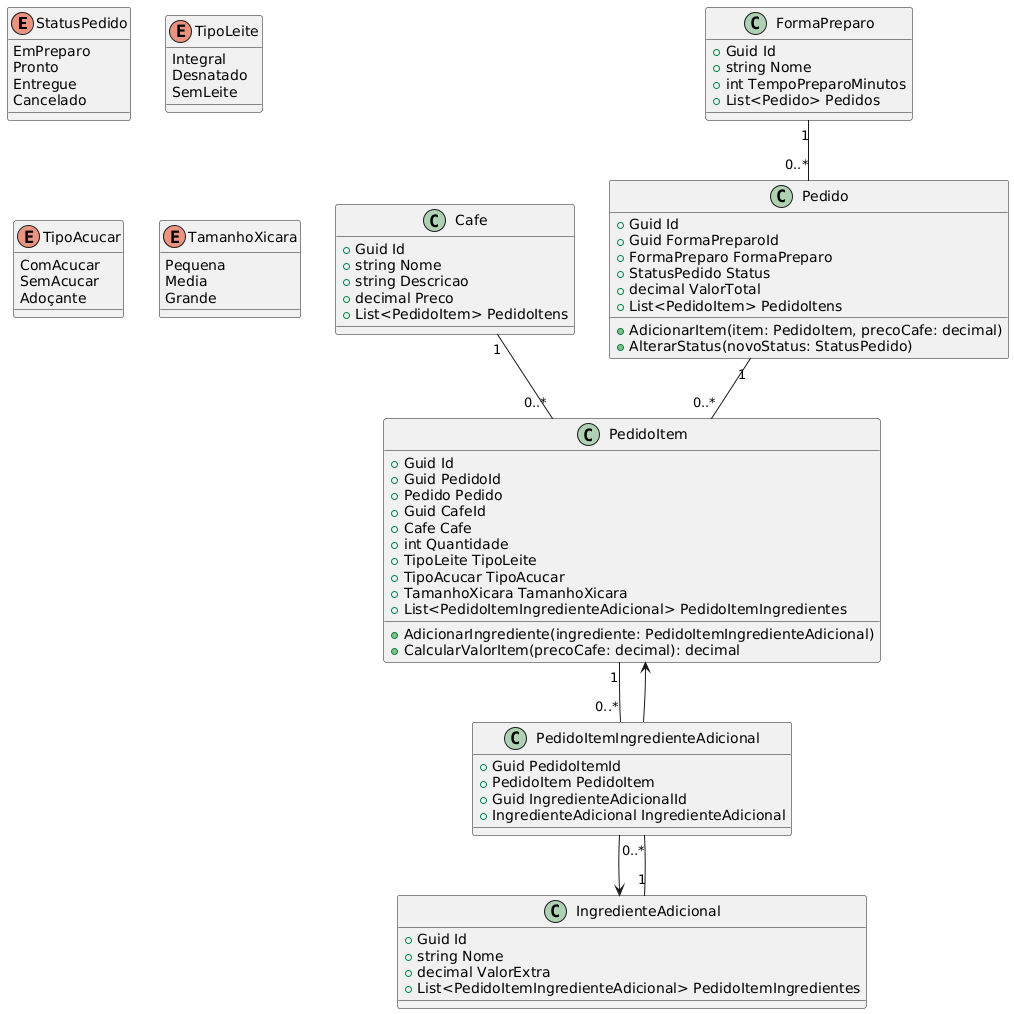 E StatusPedido
EmPreparo
Pronto
Entregue
Cancelado
E TipoLeite
Integral
Desnatado
SemLeite
C FormaPreparo
Guid Id
string Nome
int TempoPreparoMinutos
List<Pedido> Pedidos
1
0..*
E TipoAcucar
ComAcucar
SemAcucar
Adoçante
E TamanhoXicara
Pequena
Media
Grande
C Cafe
Guid Id
string Nome
string Descricao
decimal Preco
List<PedidoItem> PedidoItens
C Pedido
Guid Id
Guid FormaPreparoId
FormaPreparo FormaPreparo
StatusPedido Status
decimal ValorTotal
List<PedidoItem> PedidoItens
AdicionarItem(item: PedidoItem, precoCafe: decimal)
AlterarStatus(novoStatus: StatusPedido)
1
0..*
1
0..*
C PedidoItem
Guid Id
Guid PedidoId
Pedido Pedido
Guid CafeId
Cafe Cafe
int Quantidade
TipoLeite TipoLeite
TipoAcucar TipoAcucar
TamanhoXicara TamanhoXicara
List<PedidoItemIngredienteAdicional> PedidoItemIngredientes
AdicionarIngrediente(ingrediente: PedidoItemIngredienteAdicional)
CalcularValorItem(precoCafe: decimal): decimal
1
0..*
C PedidoItemIngredienteAdicional
Guid PedidoItemId
PedidoItem PedidoItem
Guid IngredienteAdicionalId
IngredienteAdicional IngredienteAdicional
0..*
1
C IngredienteAdicional
Guid Id
string Nome
decimal ValorExtra
List<PedidoItemIngredienteAdicional> PedidoItemIngredientes